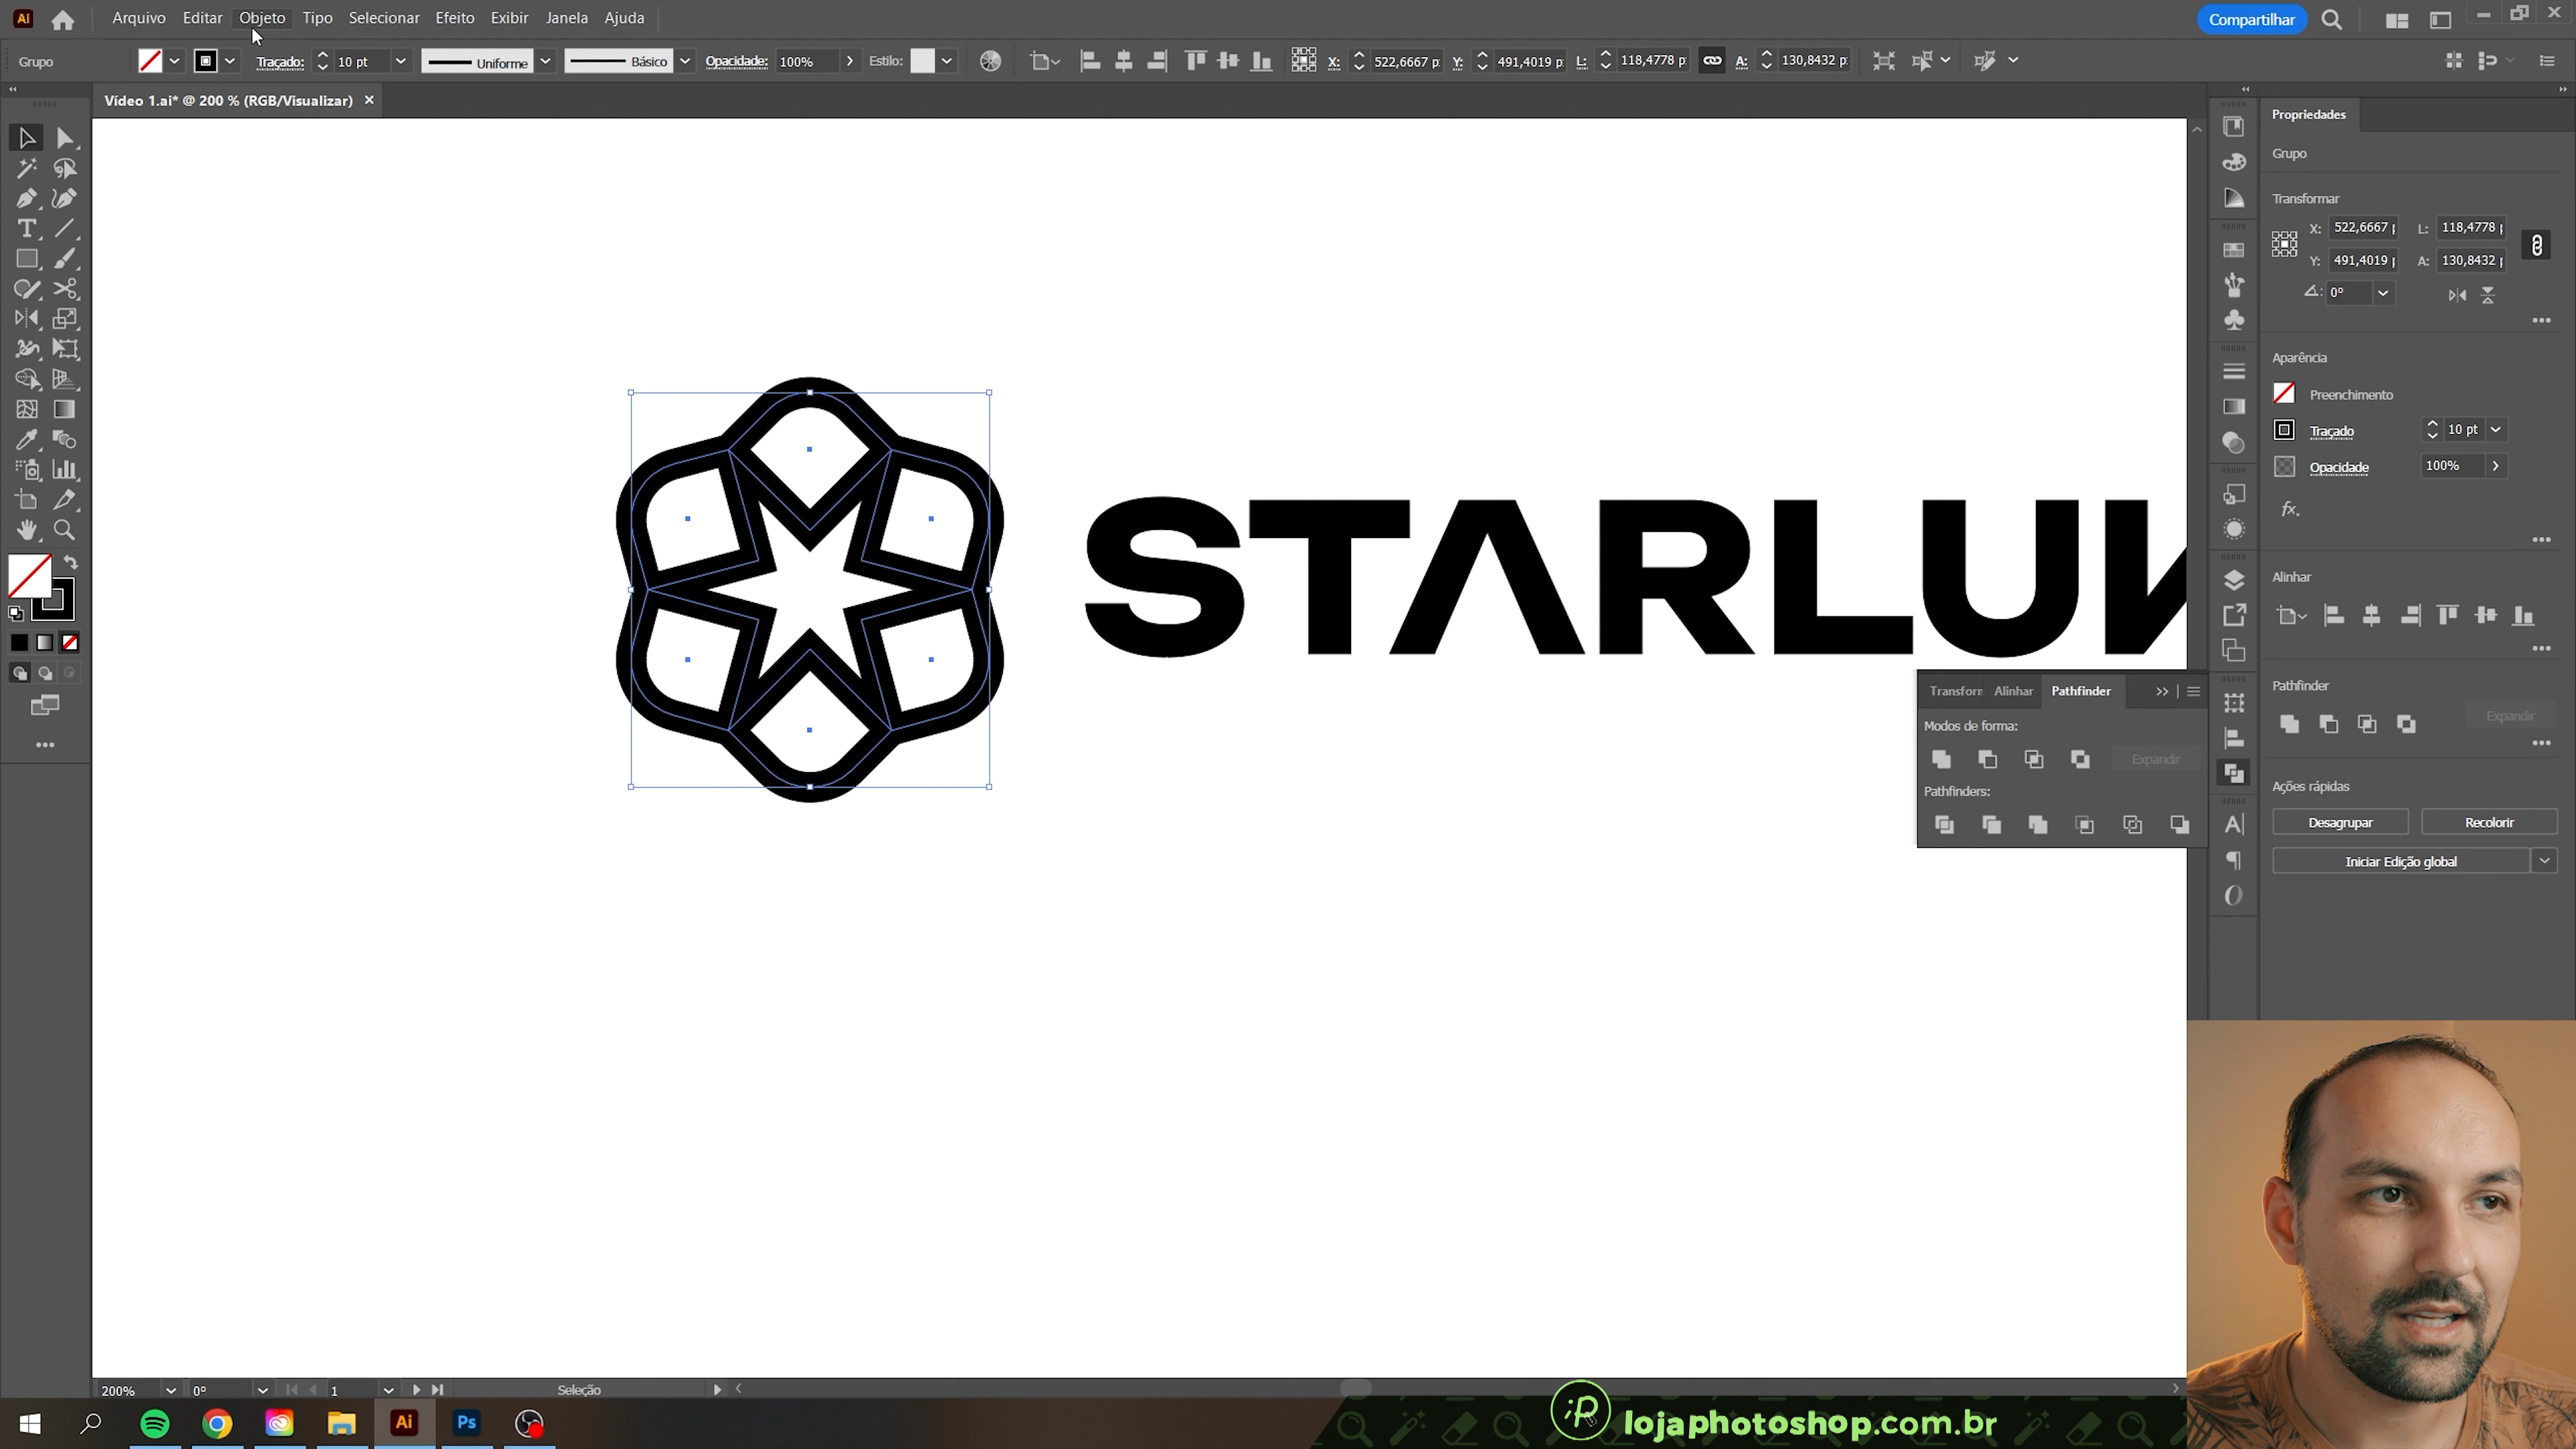 Ai Arquivo Editar Objeto Tipo Selecionar Efeito Exibir Janela Ajuda Compartilhar
Grupo Traçado: 10 pt Uniforme Básico Opacidade: 100% Estilo: X: 522,6667 p Y: 491,4019 p L: 118,4778 p A: 130,8432 p
Vídeo 1.ai* @ 200 % (RGB/Visualizar)
Propriedades
Grupo
Transformar
X: 522,6667 L: 118,4778
Y: 491,4019 A: 130,8432
0°
Aparência
Preenchimento
Traçado 10 pt
Opacidade 100%
fx.
Alinhar
STARLU
Transfor Alinhar Pathfinder
Modos de forma:
Expandir
Pathfinders:
Pathfinder
Expandir
Ações rápidas
Desagrupar Recolorir
Iniciar Edição global
200% 0° 1 Seleção
Ai Ps
lojaphotoshop.com.br